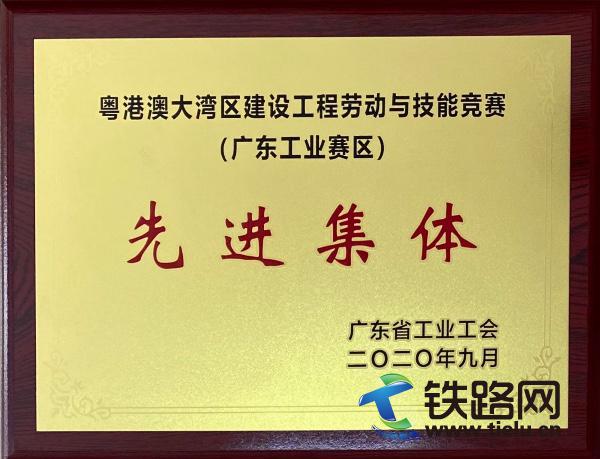 粤港澳大湾区建设工程劳动与技能竞赛
(广东工业赛区)
先进集体
广东省工业工会
二〇二〇年九月
铁路网
www.tielu.cn